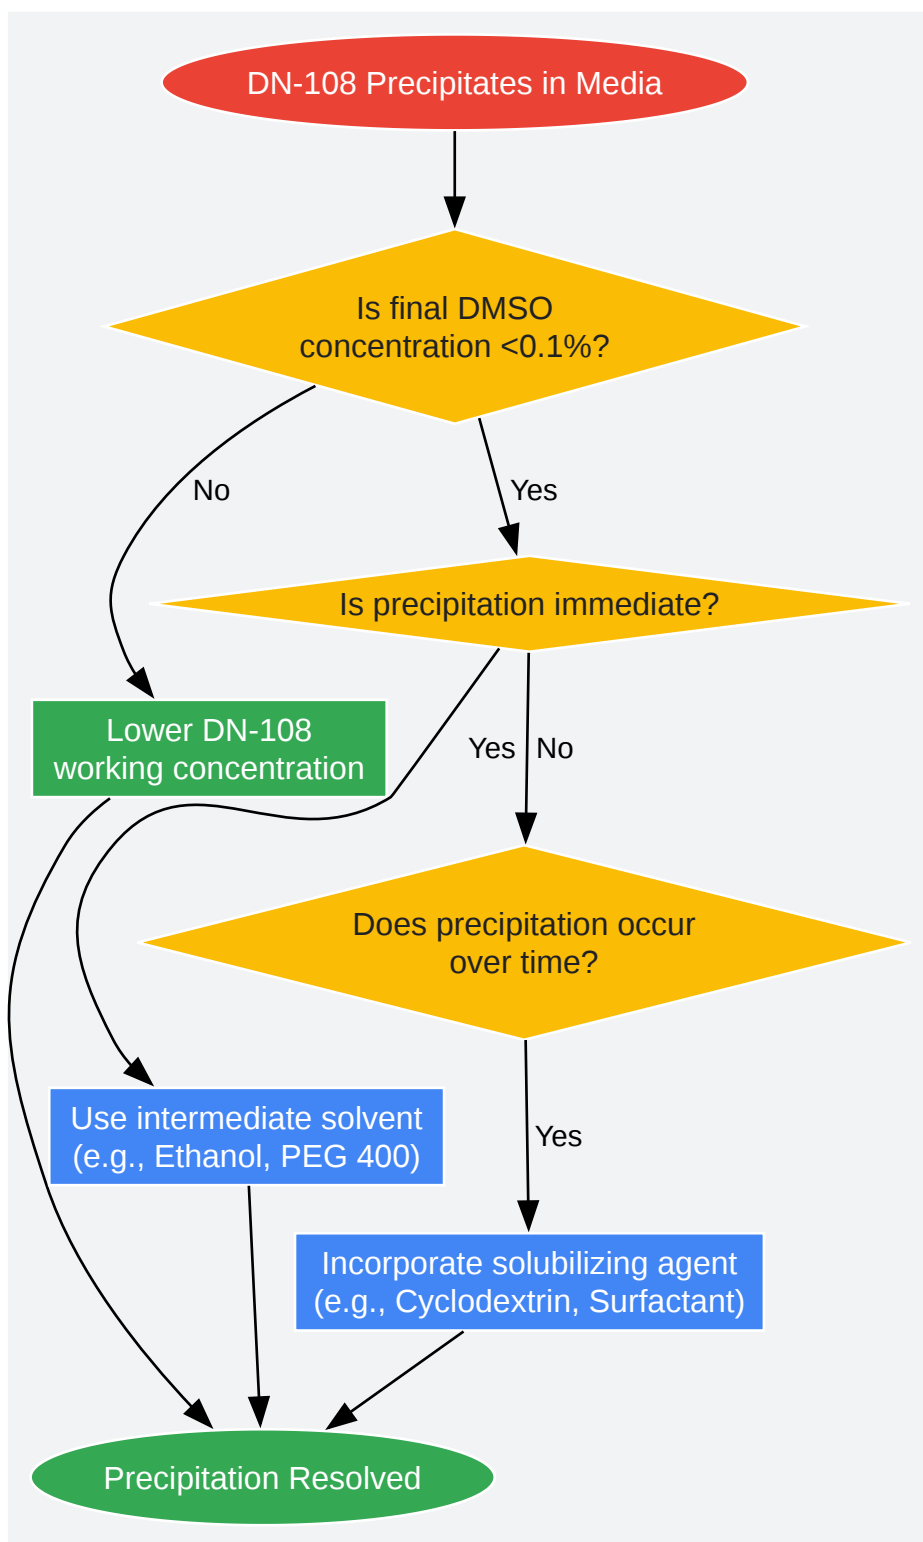 DN-108 Precipitates in Media
Is final DMSO
concentration <0.1%?
No
Yes
Is precipitation immediate?
Lower DN-108
working concentration
Yes
No
Does precipitation occur
over time?
Use intermediate solvent
(e.g., Ethanol, PEG 400)
Yes
Incorporate solubilizing agent
(e.g., Cyclodextrin, Surfactant)
Precipitation Resolved